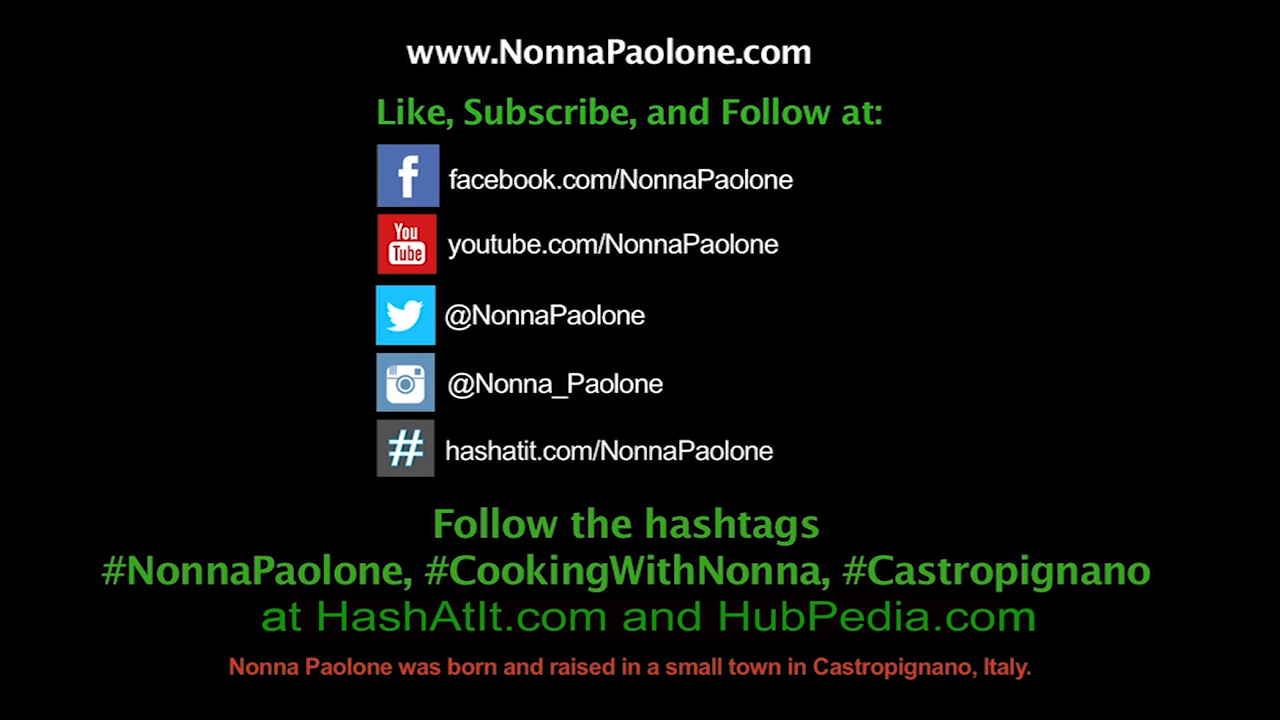 www.NonnaPaolone.com
Like, Subscribe, and Follow at:
f facebook.com/NonnaPaolone
You Tube youtube.com/NonnaPaolone
@NonnaPaolone
@Nonna_Paolone
# hashatit.com/NonnaPaolone
Follow the hashtags
#NonnaPaolone, #CookingWithNonna, #Castropignano
at HashAtIt.com and HubPedia.com
Nonna Paolone was born and raised in a small town in Castropignano, Italy.